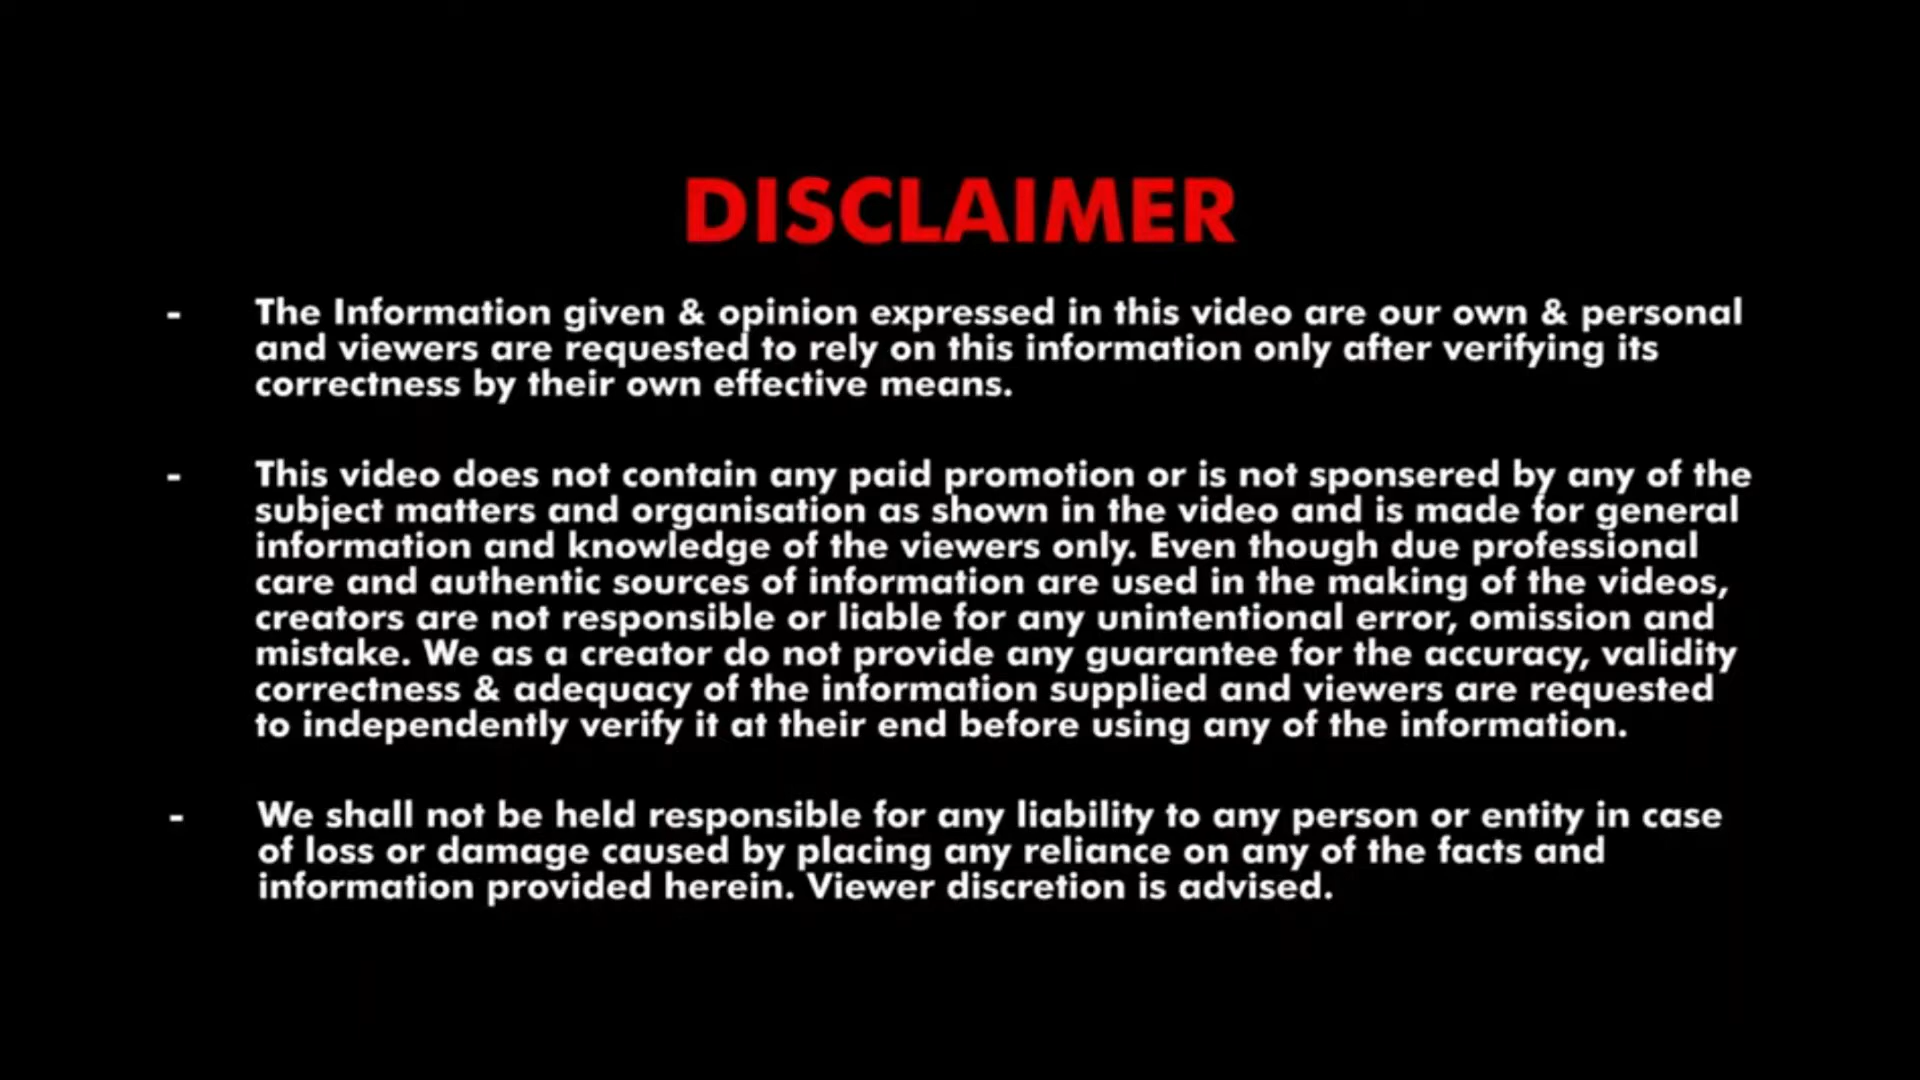 DISCLAIMER
- The Information given & opinion expressed in this video are our own & personal
and viewers are requested to rely on this information only after verifying its
correctness by their own effective means.
- This video does not contain any paid promotion or is not sponsered by any of the
subject matters and organisation as shown in the video and is made for general
information and knowledge of the viewers only. Even though due professional
care and authentic sources of information are used in the making of the videos,
creators are not responsible or liable for any unintentional error, omission and
mistake. We as a creator do not provide any guarantee for the accuracy, validity
correctness & adequacy of the information supplied and viewers are requested
to independently verify it at their end before using any of the information.
- We shall not be held responsible for any liability to any person or entity in case
of loss or damage caused by placing any reliance on any of the facts and
information provided herein. Viewer discretion is advised.